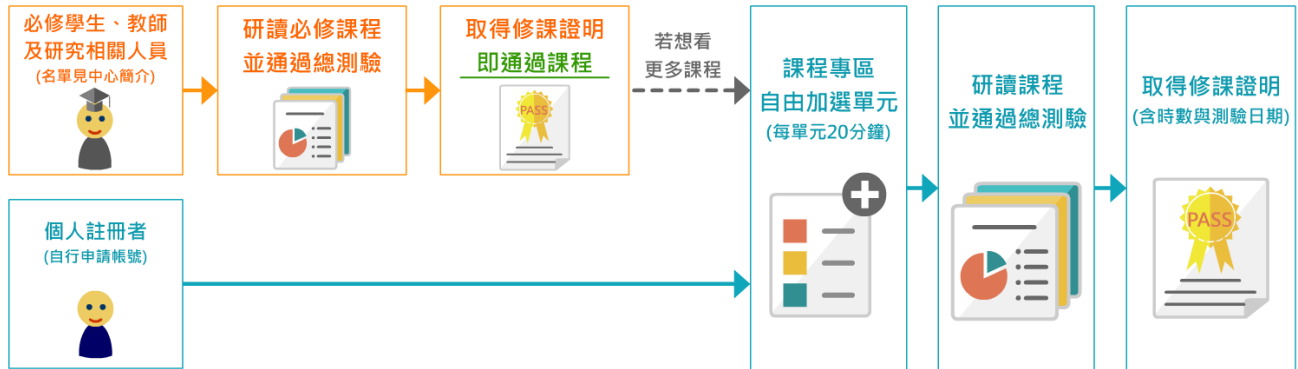 必修學生、教師
及研究相關人員
(名單見中心簡介)
研讀必修課程
並通過總測驗
取得修課證明
即通過課程
PASS
若想看
更多課程
課程專區
自由加選單元
(每單元20分鐘)
研讀課程
並通過總測驗
取得修課證明
(含時數與測驗日期)
PASS
個人註冊者
(自行申請帳號)